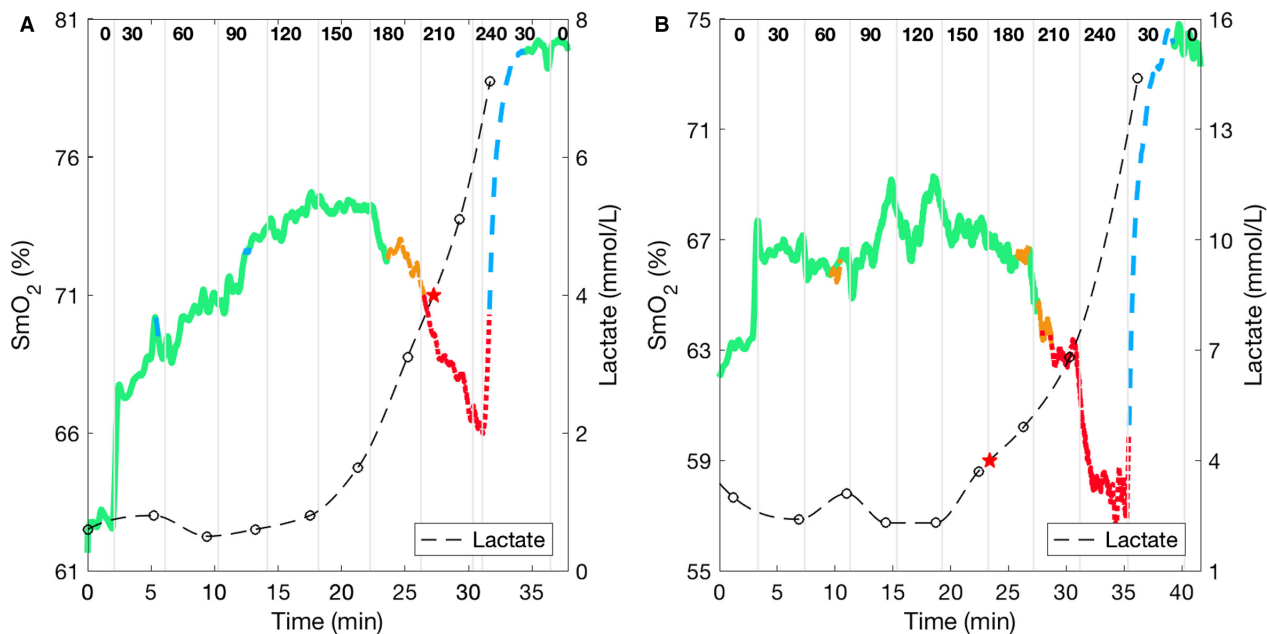 A
0 30 60 90 120 150 180 210 240 30 0
81
76
71
66
61
SmO2 (%)
8
6
4
2
0
Lactate (mmol/L)
Lactate
0 5 10 15 20 25 30 35
Time (min)
B
0 30 60 90 120 150 180 210 240 30 0
75
71
67
63
59
55
SmO2 (%)
16
13
10
7
4
1
Lactate (mmol/L)
Lactate
0 5 10 15 20 25 30 35 40
Time (min)